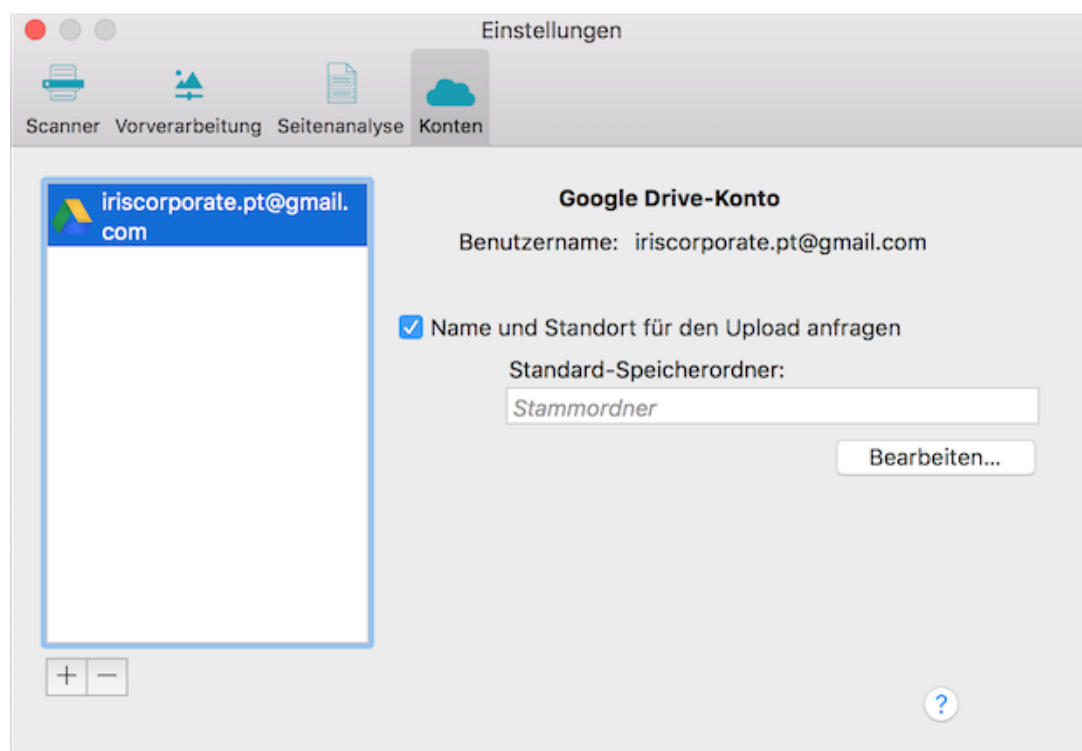 Einstellungen
Scanner Vorverarbeitung Seitenanalyse Konten
iriscorporate.pt@gmail.
com
Google Drive-Konto
Benutzername: iriscorporate.pt@gmail.com
Name und Standort für den Upload anfragen
Standard-Speicherordner:
Stammordner
Bearbeiten...
+ −
?